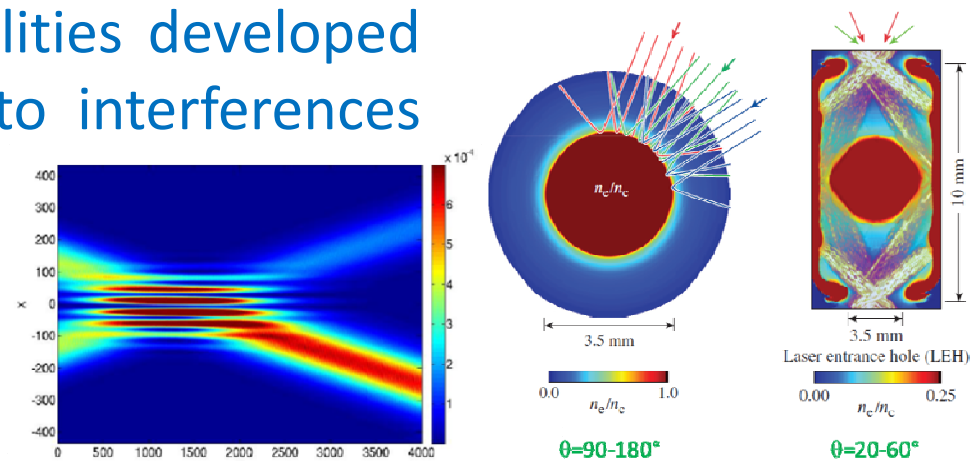 lities developed
to interferences
x 10⁻⁴
400
300
200
100
0
-100
-200
-300
-400
x
6
5
4
3
2
1
0 500 1000 1500 2000 2500 3000 3500 4000
nₑ/n꜀
3.5 mm
0.0 1.0
nₑ/n꜀
θ=90-180°
10 mm
3.5 mm
Laser entrance hole (LEH)
0.00 0.25
nₑ/n꜀
θ=20-60°